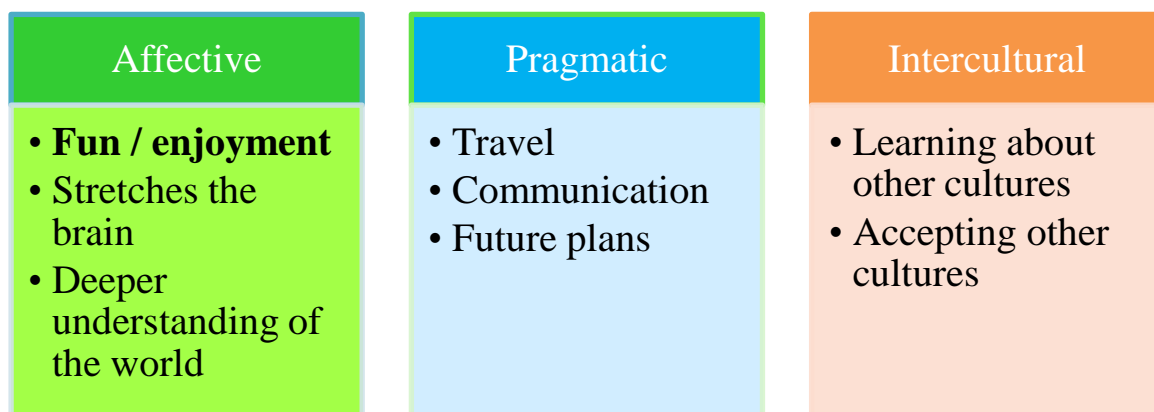 Affective
• Fun / enjoyment
• Stretches the
brain
• Deeper
understanding of
the world
Pragmatic
• Travel
• Communication
• Future plans
Intercultural
• Learning about
other cultures
• Accepting other
cultures